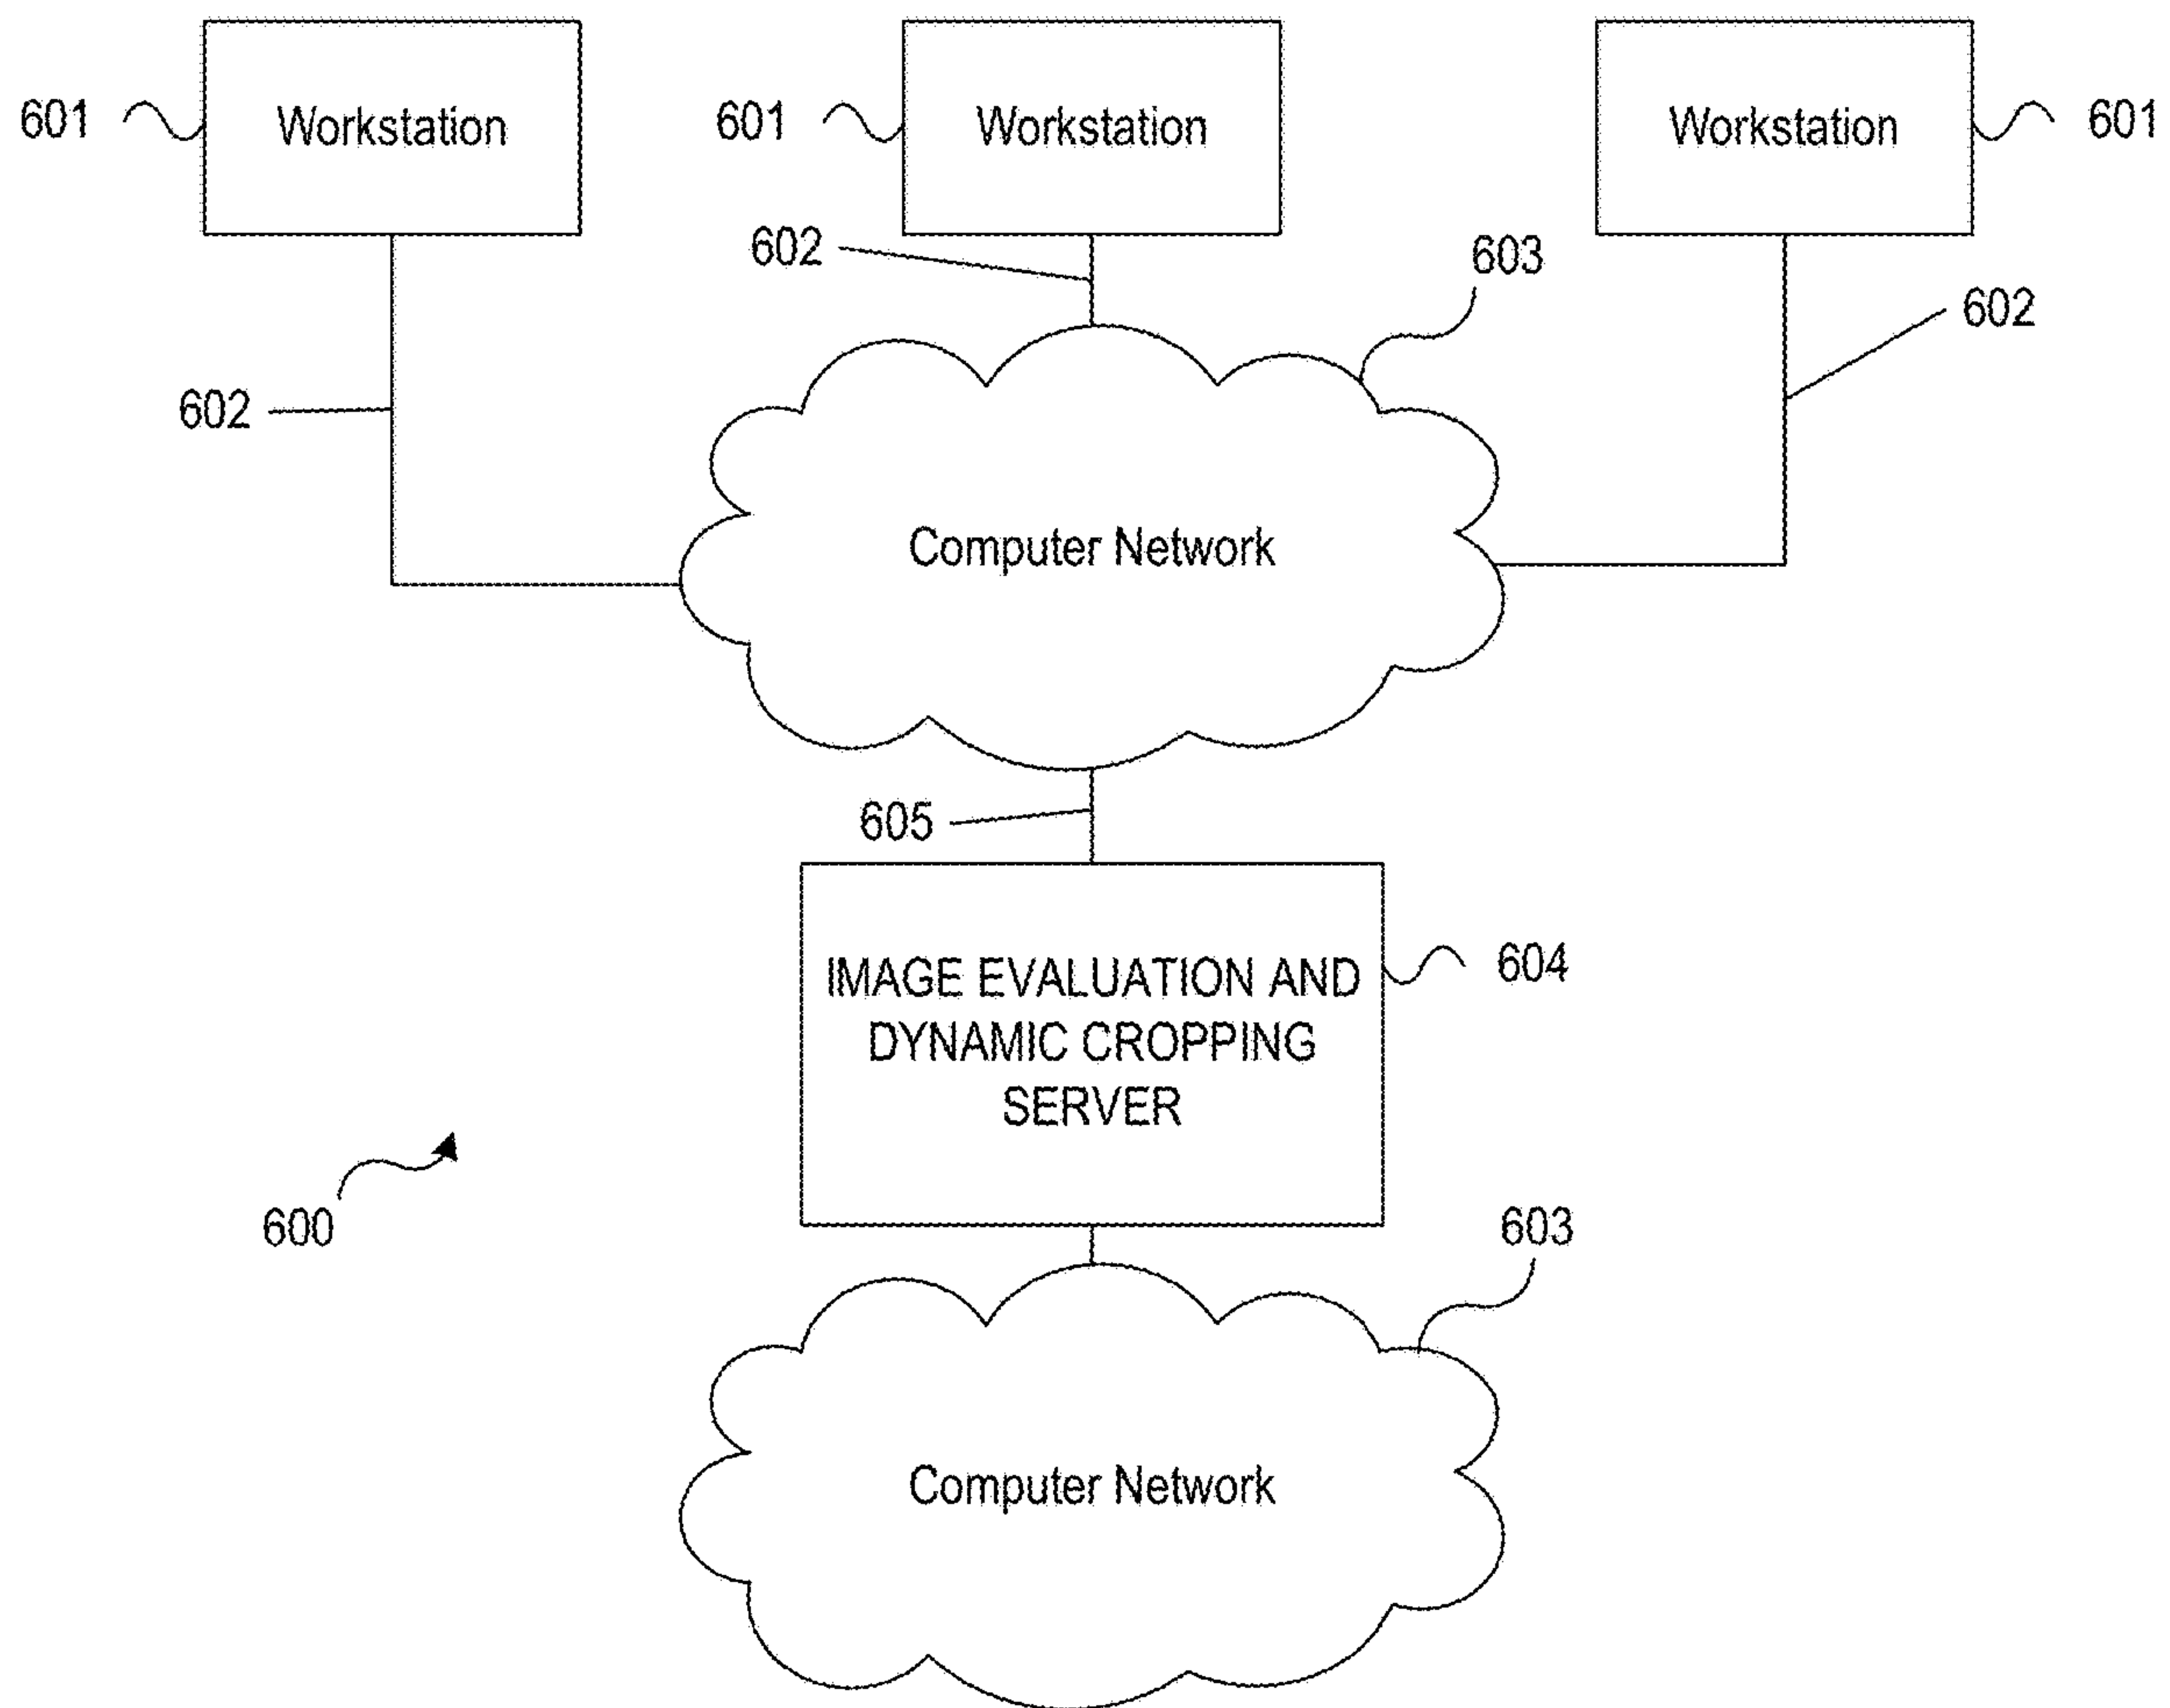 601
Workstation
601
Workstation
Workstation
601
602
603
602
602
Computer Network
605
IMAGE EVALUATION AND
DYNAMIC CROPPING
SERVER
604
600
603
Computer Network